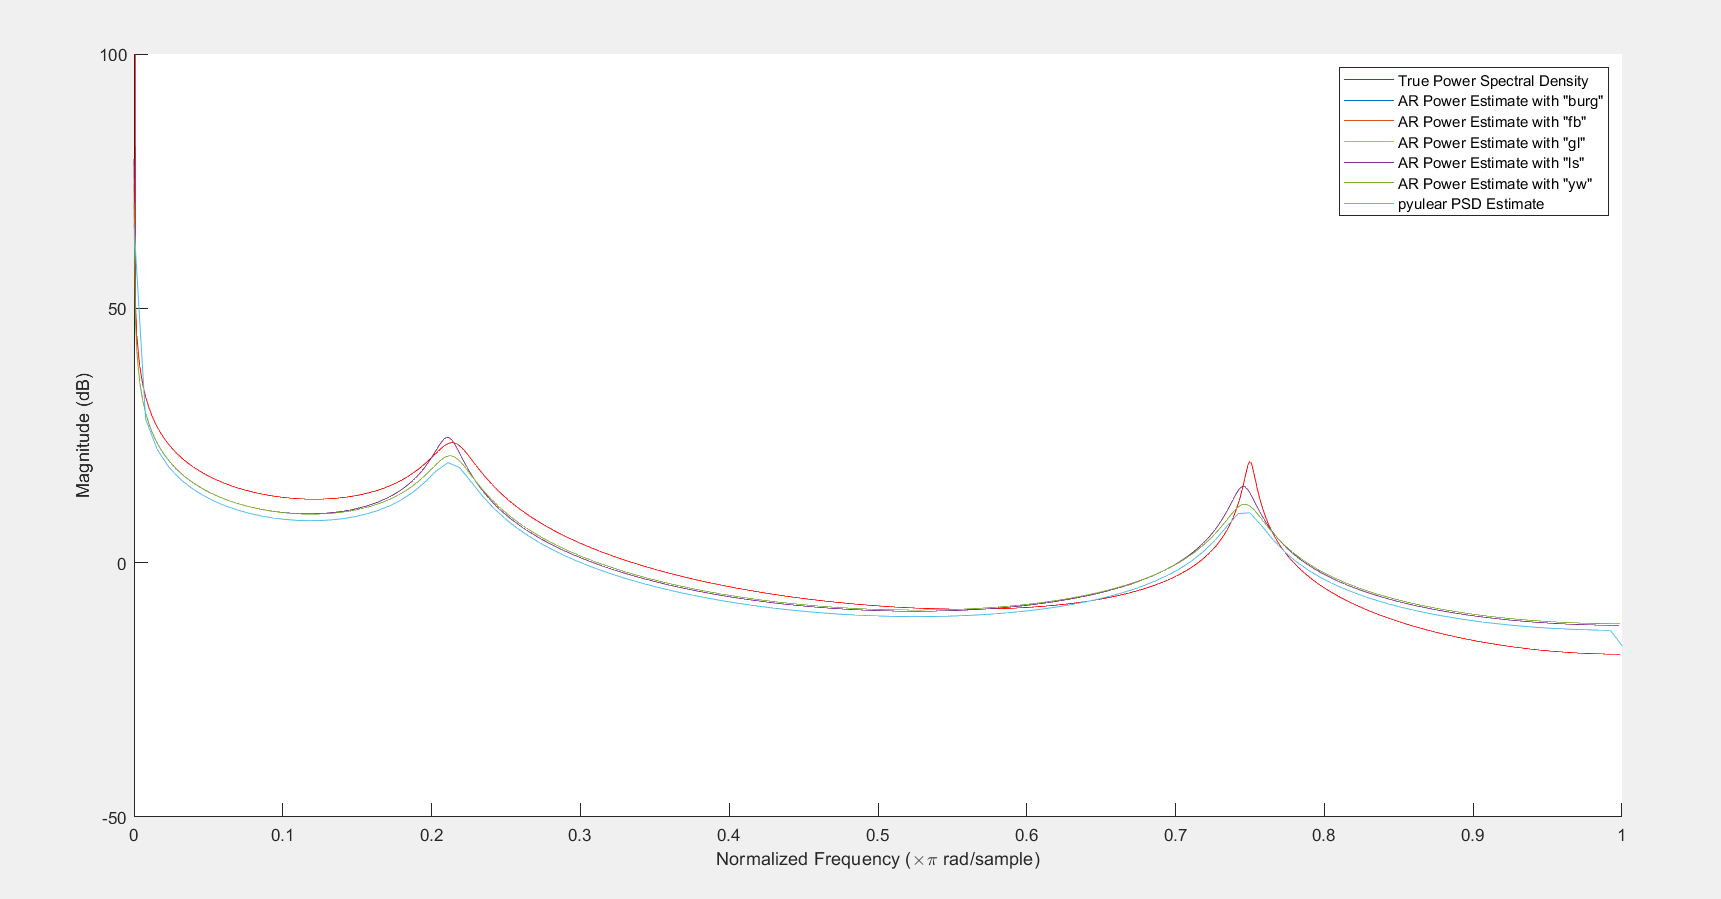 100
50
0
-50
Magnitude (dB)
True Power Spectral Density
AR Power Estimate with "burg"
AR Power Estimate with "fb"
AR Power Estimate with "gl"
AR Power Estimate with "ls"
AR Power Estimate with "yw"
pyulear PSD Estimate
0 0.1 0.2 0.3 0.4 0.5 0.6 0.7 0.8 0.9 1
Normalized Frequency (×π rad/sample)